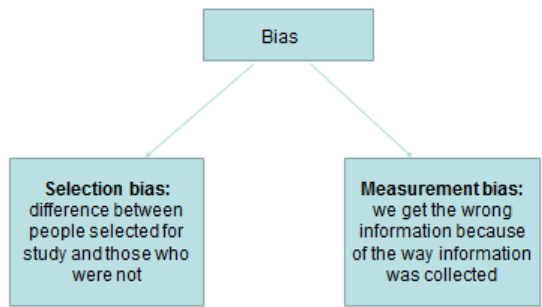 Bias
Selection bias:
difference between
people selected for
study and those who
were not
Measurement bias:
we get the wrong
information because
of the way information
was collected